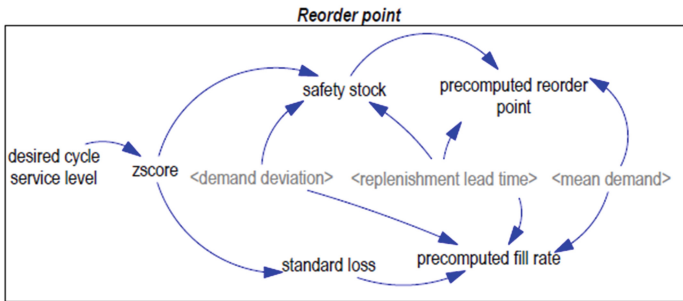 Reorder point
safety stock
precomputed reorder
point
desired cycle
service level
zscore
<demand deviation>
<replenishment lead time>
<mean demand>
standard loss
precomputed fill rate